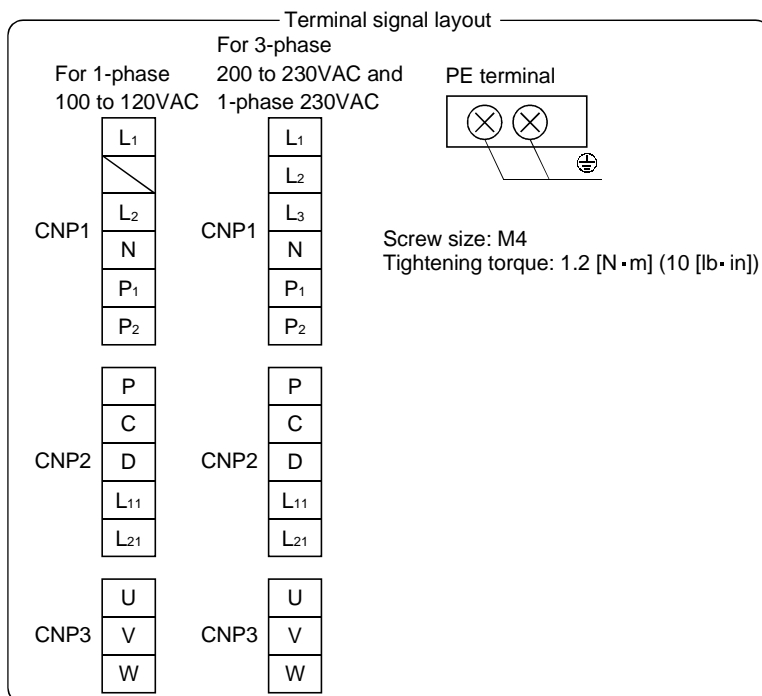 Terminal signal layout
For 1-phase
100 to 120VAC
For 3-phase
200 to 230VAC and
1-phase 230VAC
PE terminal
CNP1
L1
L2
N
P1
P2
CNP1
L1
L2
L3
N
P1
P2
Screw size: M4
Tightening torque: 1.2 [N·m] (10 [lb·in])
CNP2
P
C
D
L11
L21
CNP2
P
C
D
L11
L21
CNP3
U
V
W
CNP3
U
V
W